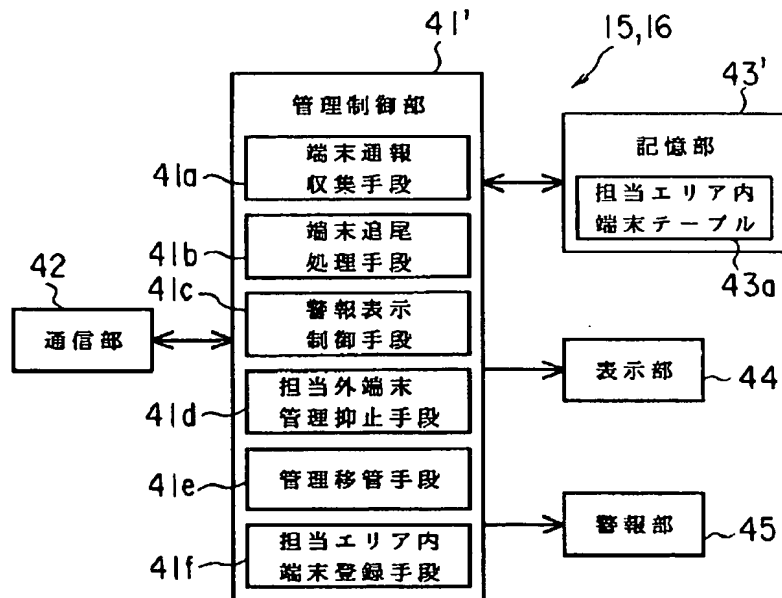 41'
15,16
管理制御部
43'
記憶部
端末通報
収集手段
41a
担当エリア内
端末テーブル
43a
端末追尾
処理手段
41b
41c
42
通信部
警報表示
制御手段
表示部
44
担当外端末
管理抑止手段
41d
管理移管手段
41e
警報部
45
担当エリア内
端末登録手段
41f